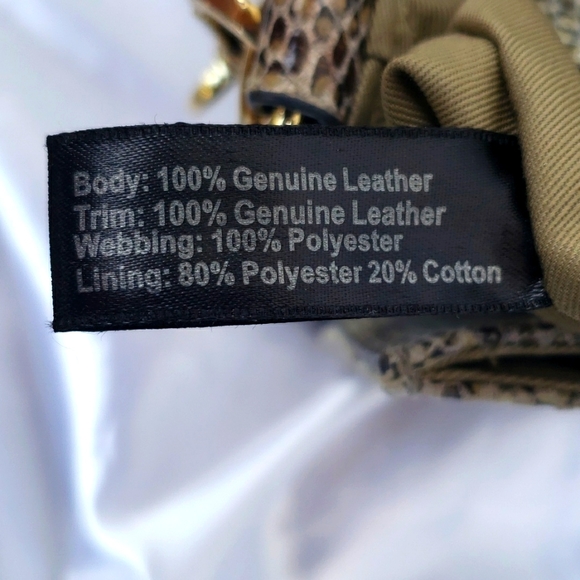 Body: 100% Genuine Leather
Trim: 100% Genuine Leather
Webbing: 100% Polyester
Lining: 80% Polyester 20% Cotton